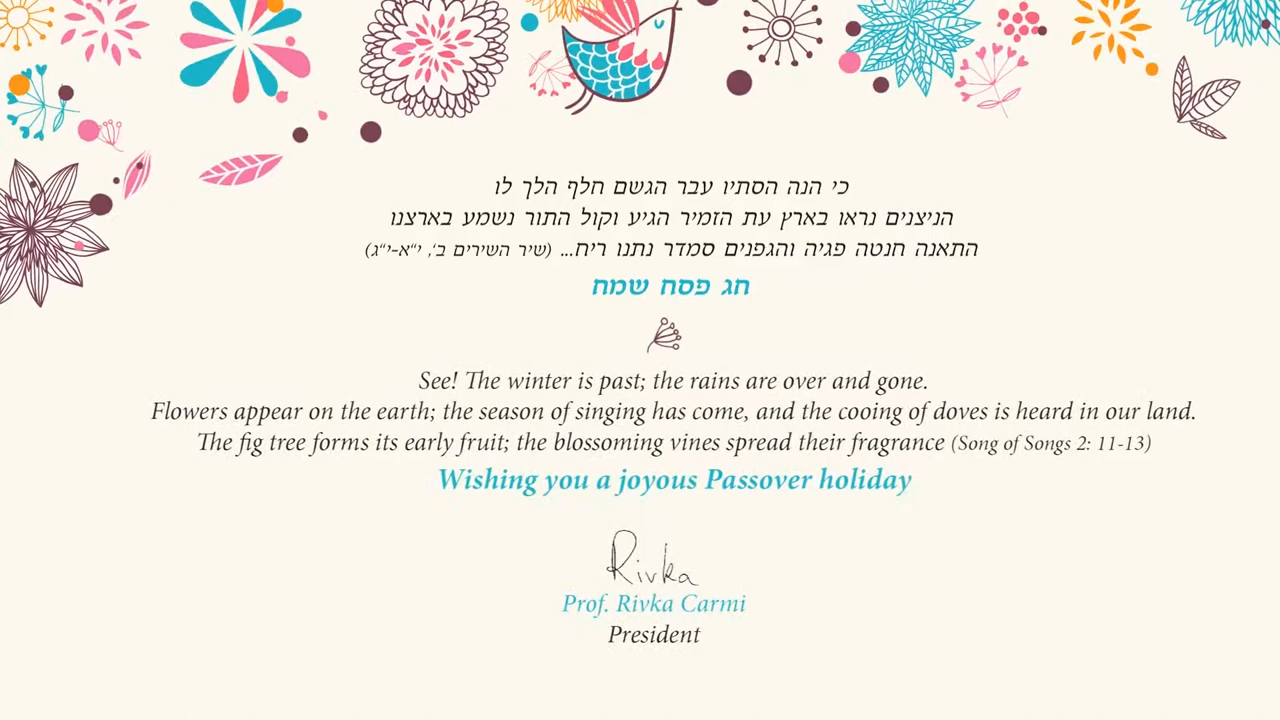 כי הנה הסתיו עבר הגשם חלף הלך לו
הניצנים נראו בארץ עת הזמיר הגיע וקול התור נשמע בארצנו
התאנה חנטה פגיה והגפנים סמדר נתנו ריח... (שיר השירים ב', י"א-י"ג)
חג פסח שמח
See! The winter is past; the rains are over and gone.
Flowers appear on the earth; the season of singing has come, and the cooing of doves is heard in our land.
The fig tree forms its early fruit; the blossoming vines spread their fragrance (Song of Songs 2: 11-13)
Wishing you a joyous Passover holiday
Rivka
Prof. Rivka Carmi
President